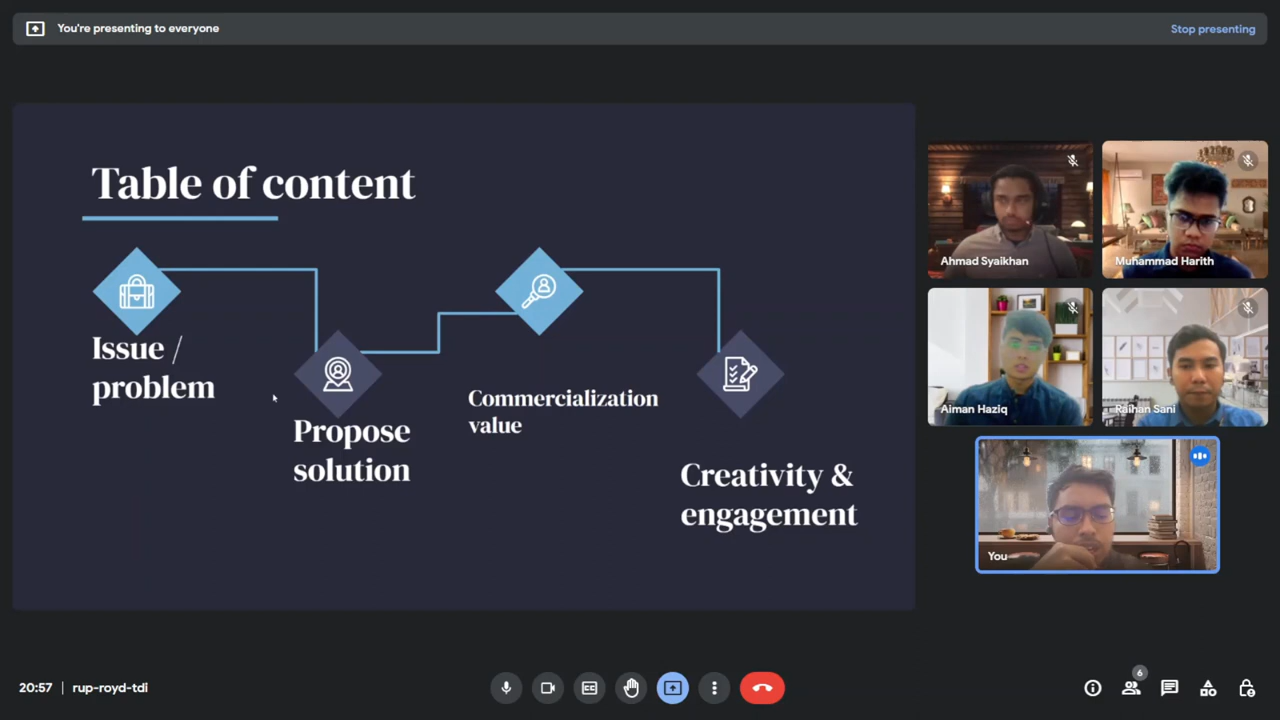 You're presenting to everyone
Stop presenting
Table of content
Issue /
problem
Propose
solution
Commercialization
value
Creativity &
engagement
Ahmad Syaikhan
Muhammad Harith
Aiman Haziq
Raihan Sani
You
20:57 | rup-royd-tdi
CC
6